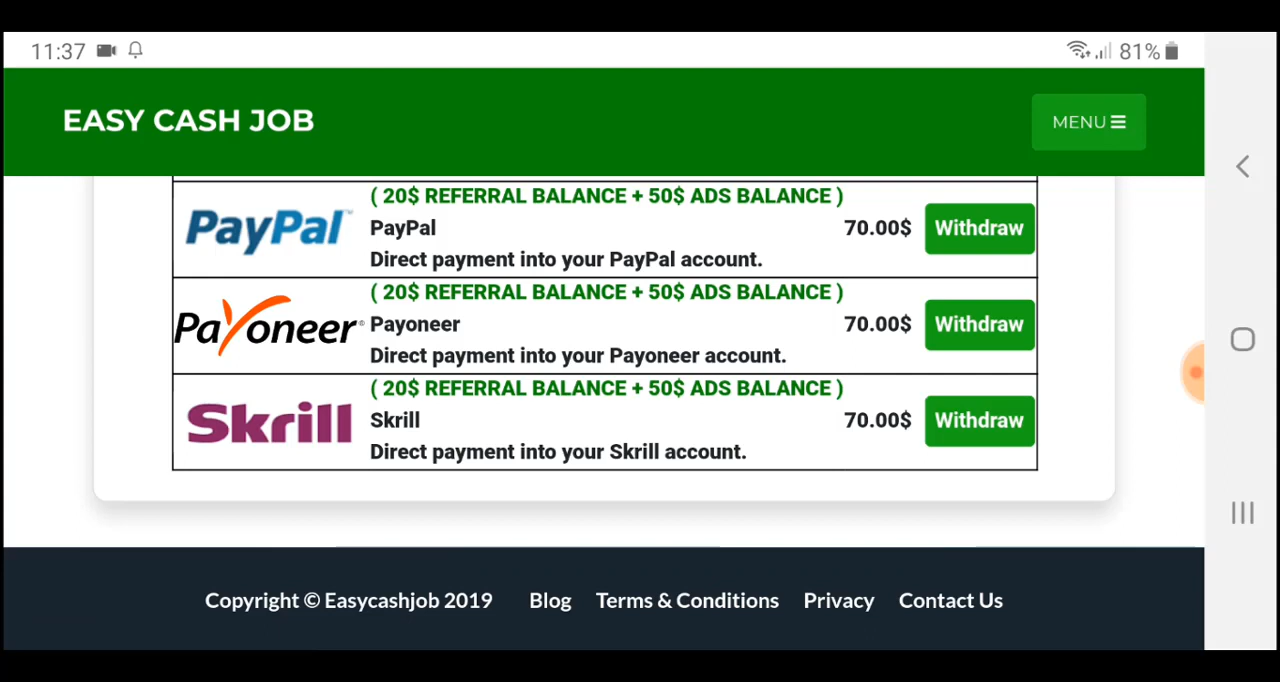 11:37 81%
EASY CASH JOB
MENU
( 20$ REFERRAL BALANCE + 50$ ADS BALANCE )
PayPal™ PayPal 70.00$ Withdraw
Direct payment into your PayPal account.
( 20$ REFERRAL BALANCE + 50$ ADS BALANCE )
Payoneer® Payoneer 70.00$ Withdraw
Direct payment into your Payoneer account.
( 20$ REFERRAL BALANCE + 50$ ADS BALANCE )
Skrill Skrill 70.00$ Withdraw
Direct payment into your Skrill account.
Copyright © Easycashjob 2019 Blog Terms & Conditions Privacy Contact Us